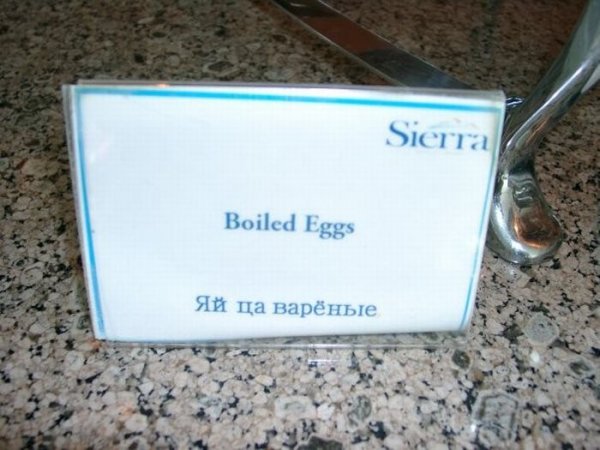 Sierra
Boiled Eggs
Яй ца варёные